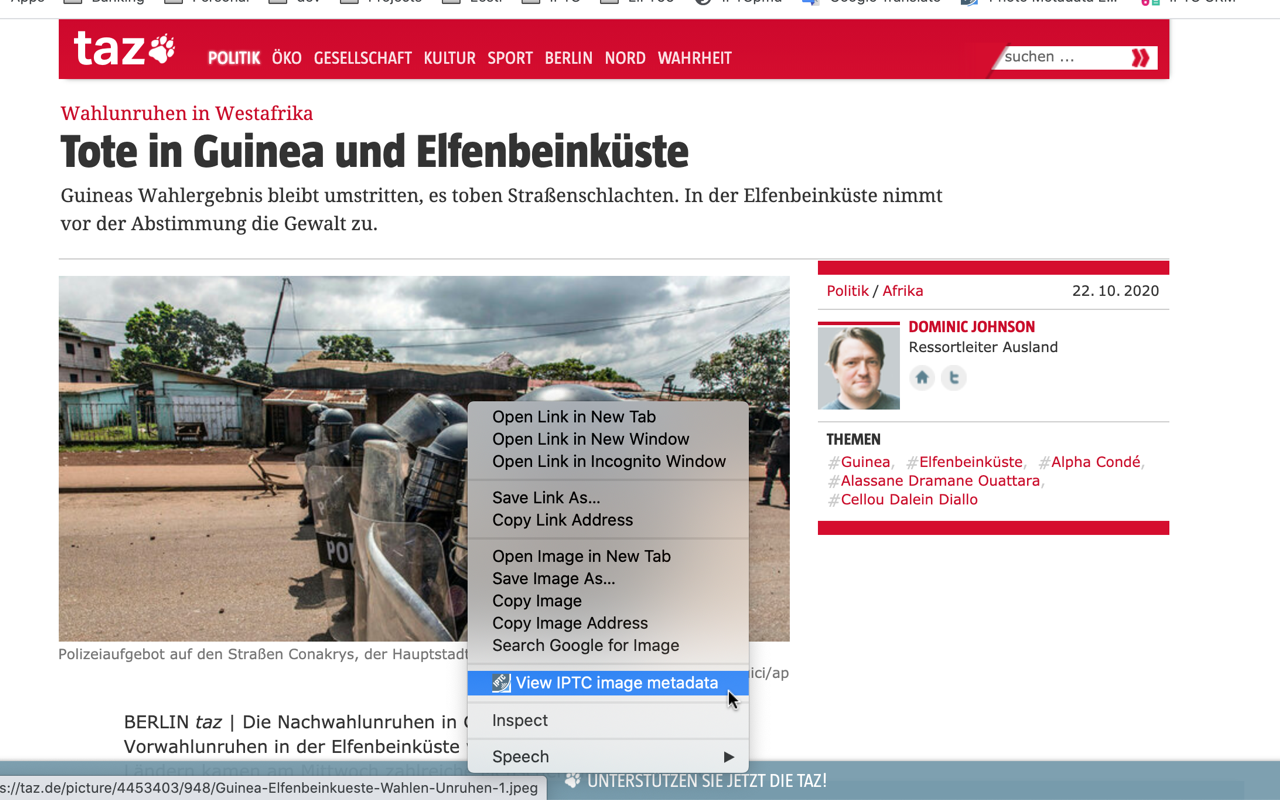 taz
POLITIK ÖKO GESELLSCHAFT KULTUR SPORT BERLIN NORD WAHRHEIT
suchen ...
Wahlunruhen in Westafrika
Tote in Guinea und Elfenbeinküste
Guineas Wahlergebnis bleibt umstritten, es toben Straßenschlachten. In der Elfenbeinküste nimmt
vor der Abstimmung die Gewalt zu.
Politik / Afrika 22. 10. 2020
DOMINIC JOHNSON
Ressortleiter Ausland
THEMEN
#Guinea, #Elfenbeinküste, #Alpha Condé,
#Alassane Dramane Ouattara,
#Cellou Dalein Diallo
Open Link in New Tab
Open Link in New Window
Open Link in Incognito Window
Save Link As...
Copy Link Address
Open Image in New Tab
Save Image As...
Copy Image
Copy Image Address
Search Google for Image
View IPTC image metadata
Inspect
Speech
Polizeiaufgebot auf den Straßen Conakrys, der Hauptstadt
ici/ap
BERLIN taz | Die Nachwahlunruhen in
Vorwahlunruhen in der Elfenbeinküste
Ländern kamen am Mittwoch
UNTERSTÜTZEN SIE JETZT DIE TAZ!
s://taz.de/picture/4453403/948/Guinea-Elfenbeinkueste-Wahlen-Unruhen-1.jpeg